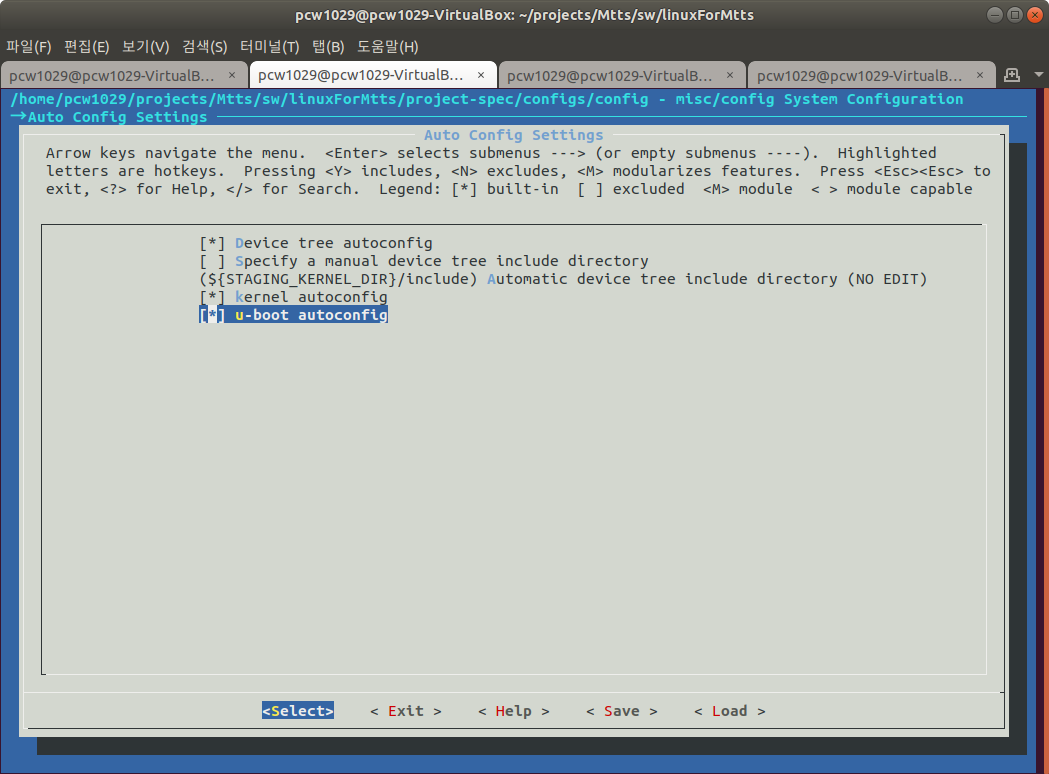 pcw1029@pcw1029-VirtualBox: ~/projects/Mtts/sw/linuxForMtts
파일(F) 편집(E) 보기(V) 검색(S) 터미널(T) 탭(B) 도움말(H)
pcw1029@pcw1029-VirtualB... × pcw1029@pcw1029-VirtualB... × pcw1029@pcw1029-VirtualB... × pcw1029@pcw1029-VirtualB... ×
/home/pcw1029/projects/Mtts/sw/linuxForMtts/project-spec/configs/config - misc/config System Configuration
→Auto Config Settings
Auto Config Settings
Arrow keys navigate the menu.  <Enter> selects submenus ---> (or empty submenus ----).  Highlighted
letters are hotkeys.  Pressing <Y> includes, <N> excludes, <M> modularizes features.  Press <Esc><Esc> to
exit, <?> for Help, </> for Search.  Legend: [*] built-in  [ ] excluded  <M> module  < > module capable
[*] Device tree autoconfig
[ ] Specify a manual device tree include directory
(${STAGING_KERNEL_DIR}/include) Automatic device tree include directory (NO EDIT)
[*] kernel autoconfig
[*] u-boot autoconfig
<Select>    < Exit >    < Help >    < Save >    < Load >